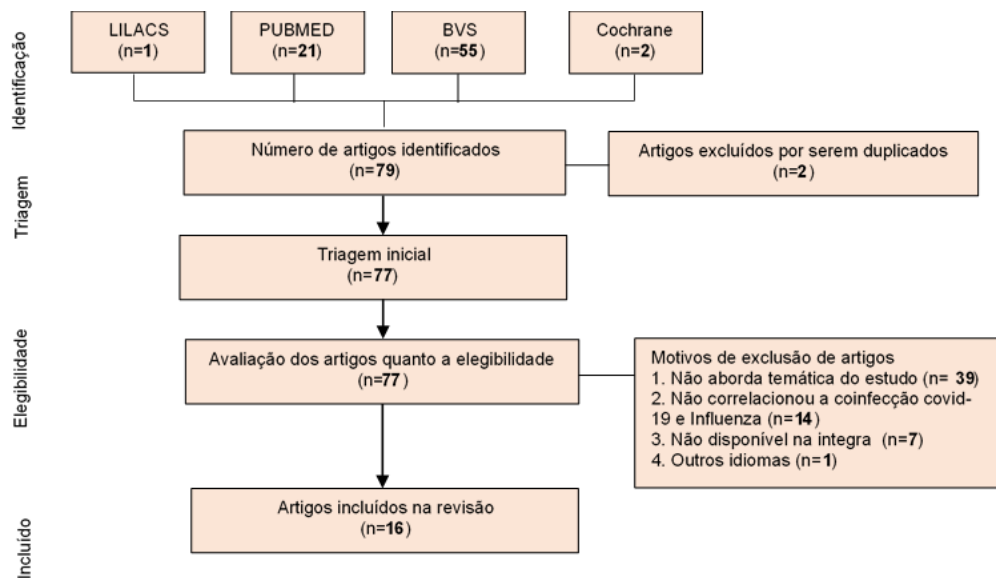 Identificação
LILACS
(n=1)
PUBMED
(n=21)
BVS
(n=55)
Cochrane
(n=2)
Triagem
Número de artigos identificados
(n=79)
Artigos excluídos por serem duplicados
(n=2)
Triagem inicial
(n=77)
Elegibilidade
Avaliação dos artigos quanto a elegibilidade
(n=77)
Motivos de exclusão de artigos
1. Não aborda temática do estudo (n= 39)
2. Não correlacionou a coinfecção covid-
19 e Influenza (n=14)
3. Não disponível na integra (n=7)
4. Outros idiomas (n=1)
Incluído
Artigos incluídos na revisão
(n=16)